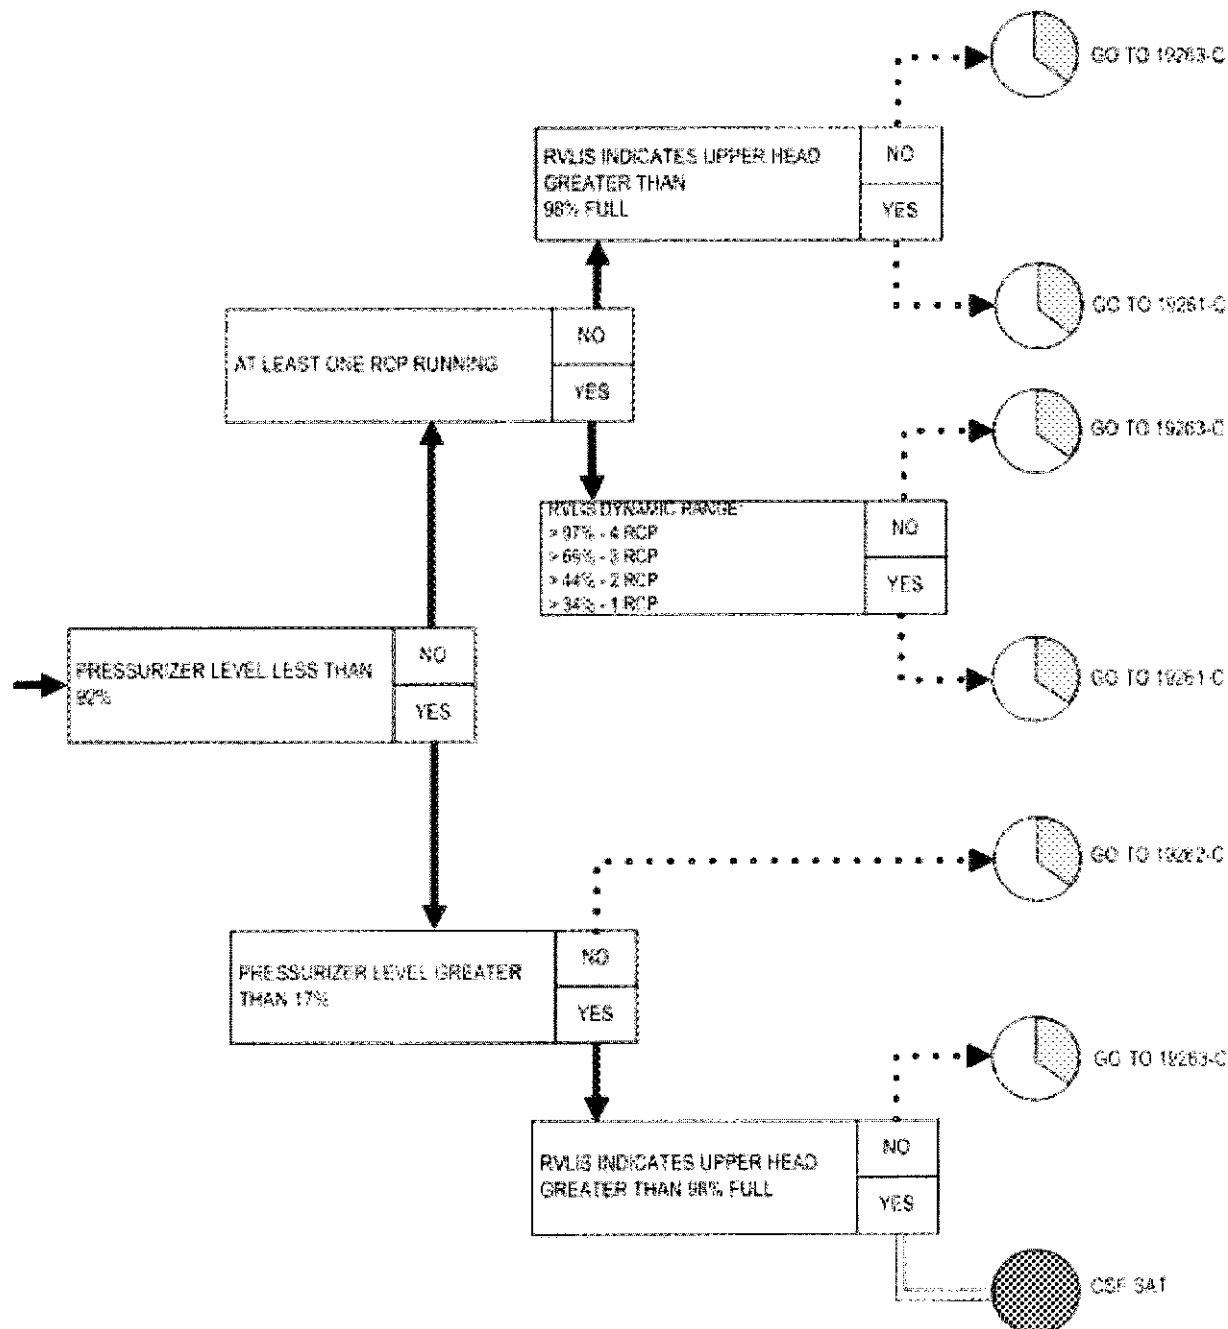 GO TO 19263-C
RVLIS INDICATES UPPER HEAD
GREATER THAN
98% FULL
NO
YES
GO TO 19261-C
AT LEAST ONE RCP RUNNING
NO
YES
GO TO 19263-C
RVLIS DYNAMIC RANGE
> 97% - 4 RCP
> 69% - 3 RCP
> 44% - 2 RCP
> 34% - 1 RCP
NO
YES
PRESSURIZER LEVEL LESS THAN
92%
NO
YES
GO TO 19261-C
GO TO 19262-C
PRESSURIZER LEVEL GREATER
THAN 17%
NO
YES
GO TO 19263-C
RVLIS INDICATES UPPER HEAD
GREATER THAN 98% FULL
NO
YES
CSF SAT